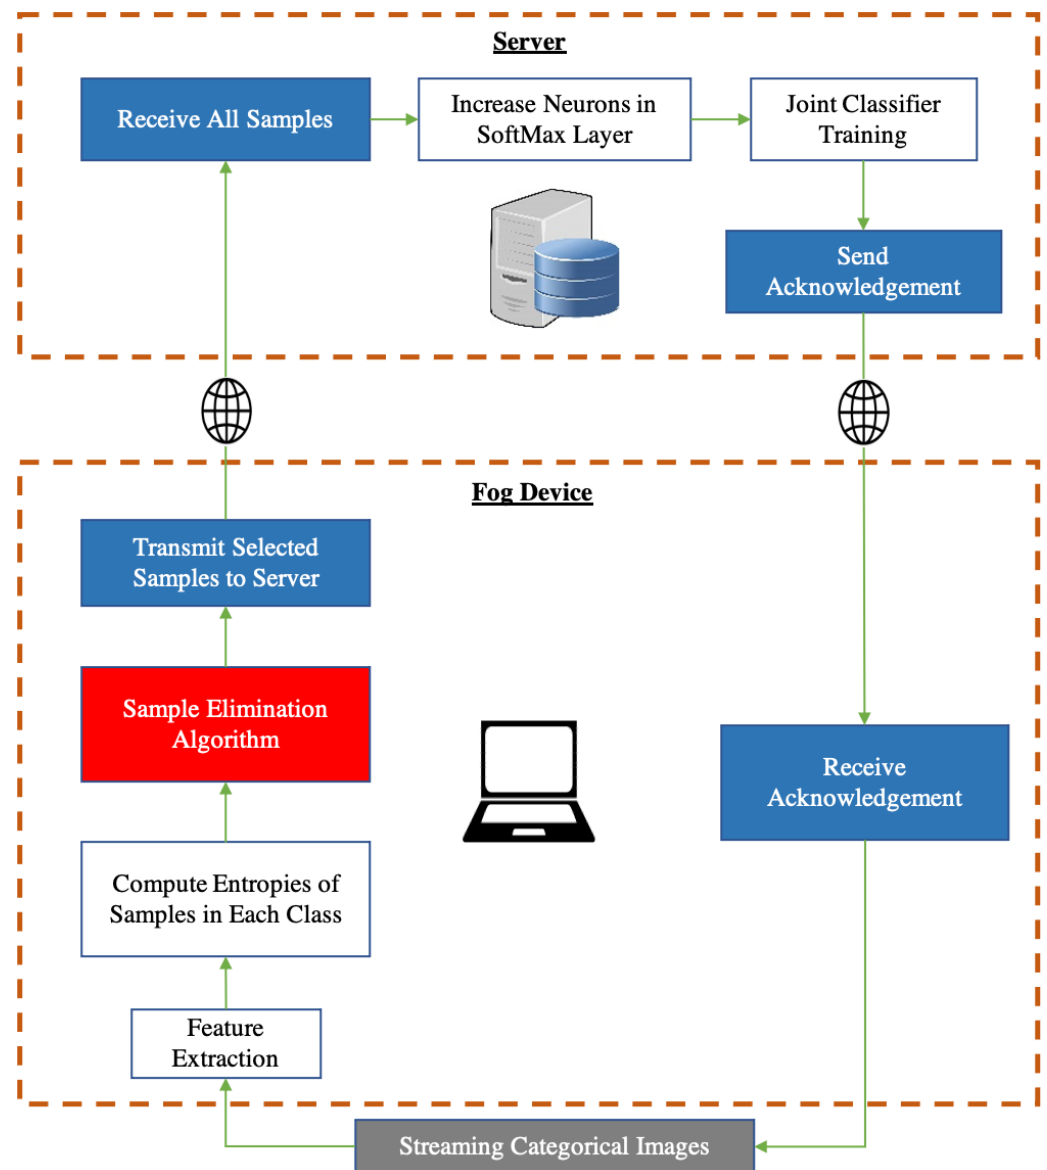 Server
Receive All Samples
Increase Neurons in
SoftMax Layer
Joint Classifier
Training
Send
Acknowledgement
Fog Device
Transmit Selected
Samples to Server
Sample Elimination
Algorithm
Compute Entropies of
Samples in Each Class
Feature
Extraction
Receive
Acknowledgement
Streaming Categorical Images